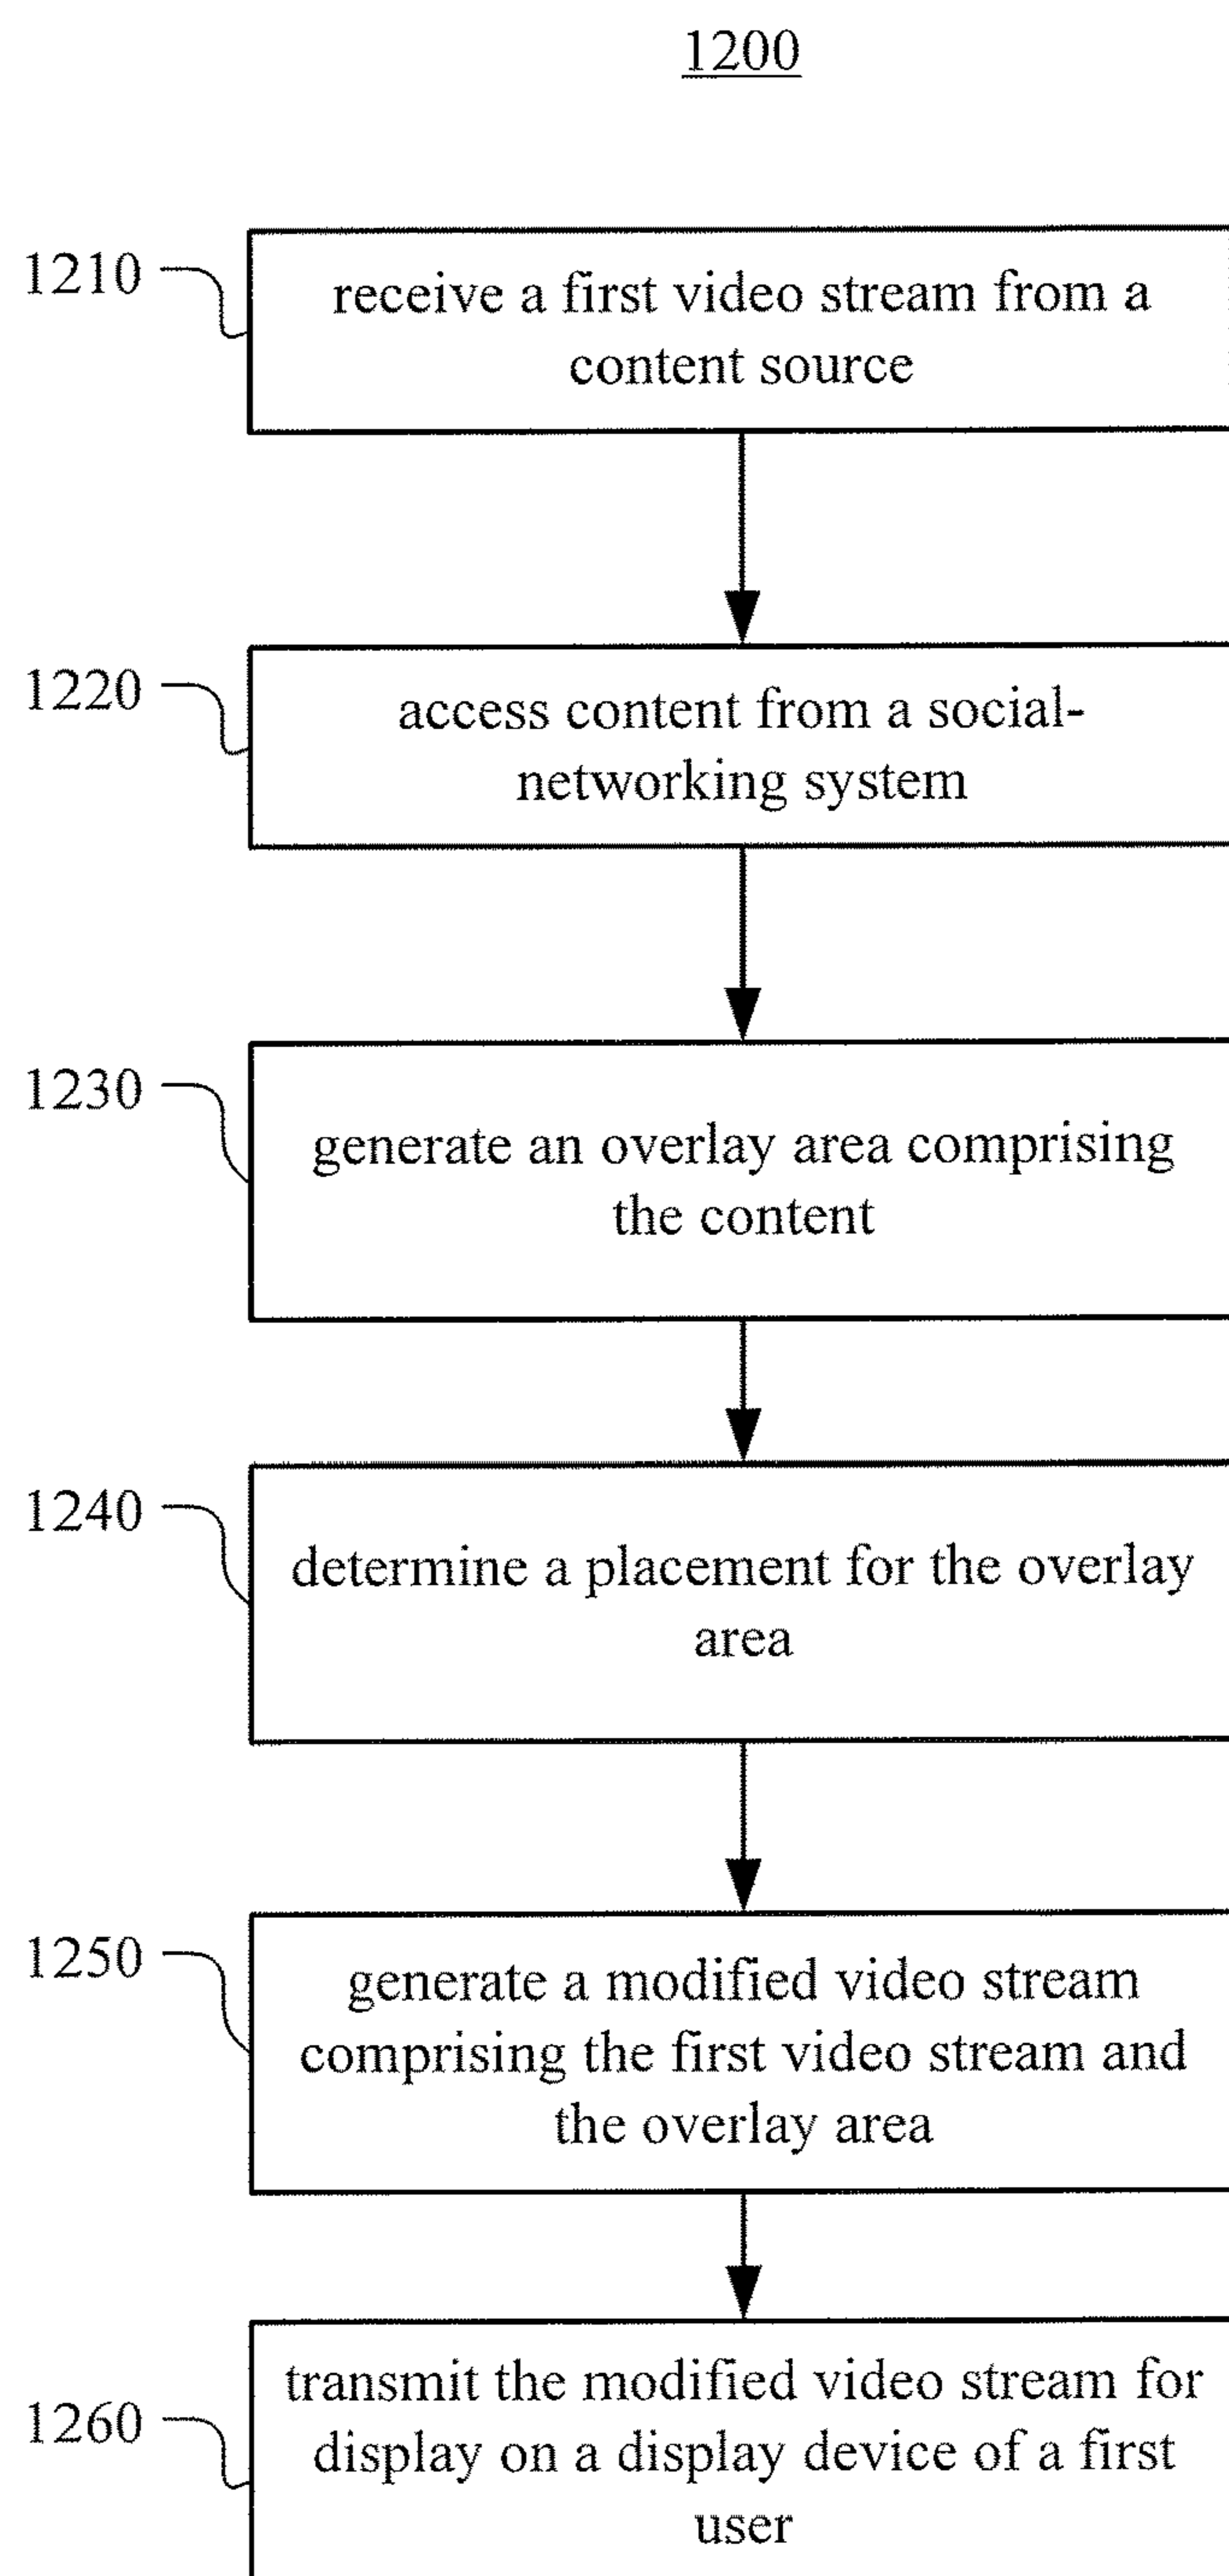 1200
1210
receive a first video stream from a
content source
1220
access content from a social-
networking system
1230
generate an overlay area comprising
the content
1240
determine a placement for the overlay
area
1250
generate a modified video stream
comprising the first video stream and
the overlay area
1260
transmit the modified video stream for
display on a display device of a first
user